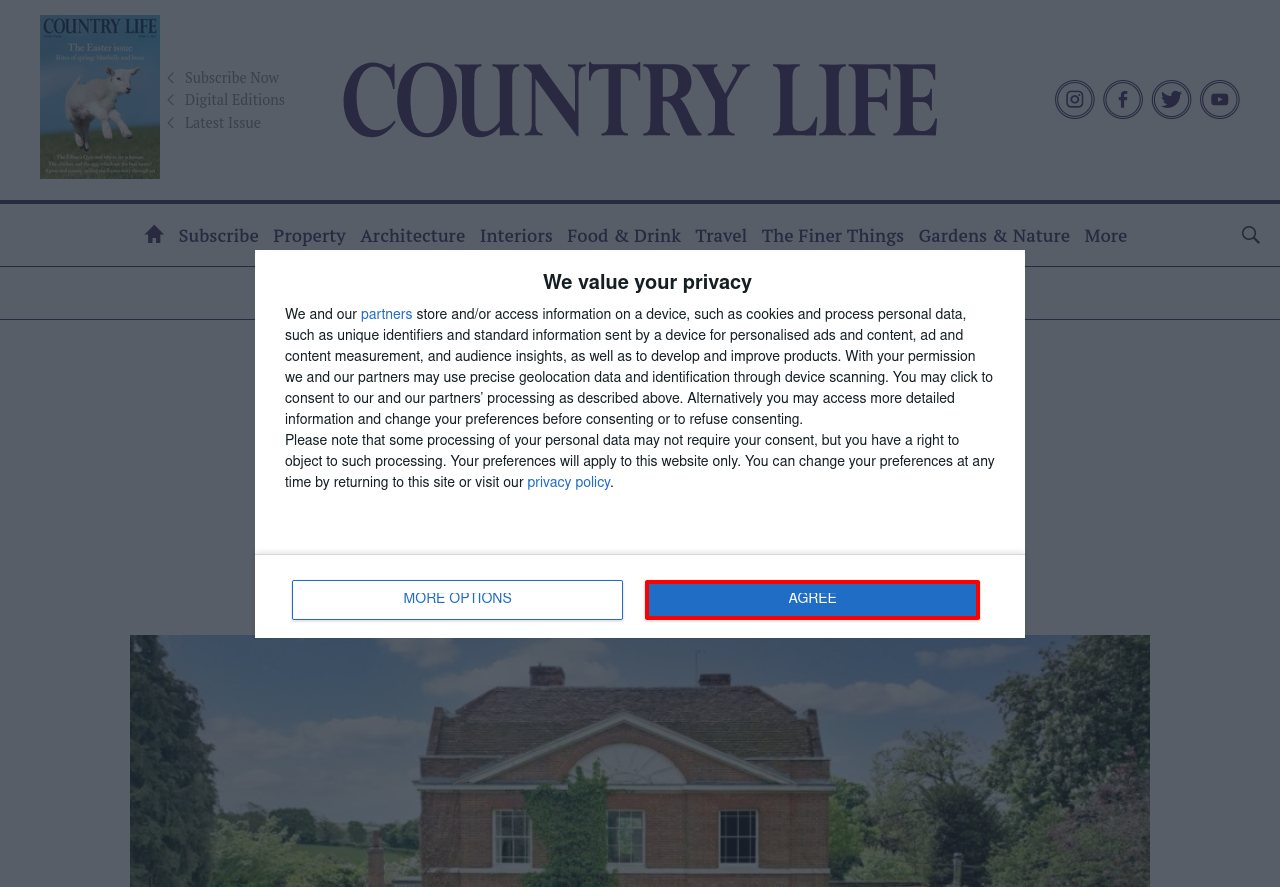 COUNTRY LIFE
The Easter issue
Subscribe Now
Digital Editions
Latest Issue
COUNTRY LIFE
Subscribe
Property
Architecture
Interiors
Food & Drink
Travel
The Finer Things
Gardens & Nature
More
We value your privacy
We and our partners store and/or access information on a device, such as cookies and process personal data,
such as unique identifiers and standard information sent by a device for personalised ads and content, ad and
content measurement, and audience insights, as well as to develop and improve products. With your permission
we and our partners may use precise geolocation data and identification through device scanning. You may click to
consent to our and our partners' processing as described above. Alternatively you may access more detailed
information and change your preferences before consenting or to refuse consenting.
Please note that some processing of your personal data may not require your consent, but you have a right to
object to such processing. Your preferences will apply to this website only. You can change your preferences at any
time by returning to this site or visit our privacy policy.
MORE OPTIONS
AGREE